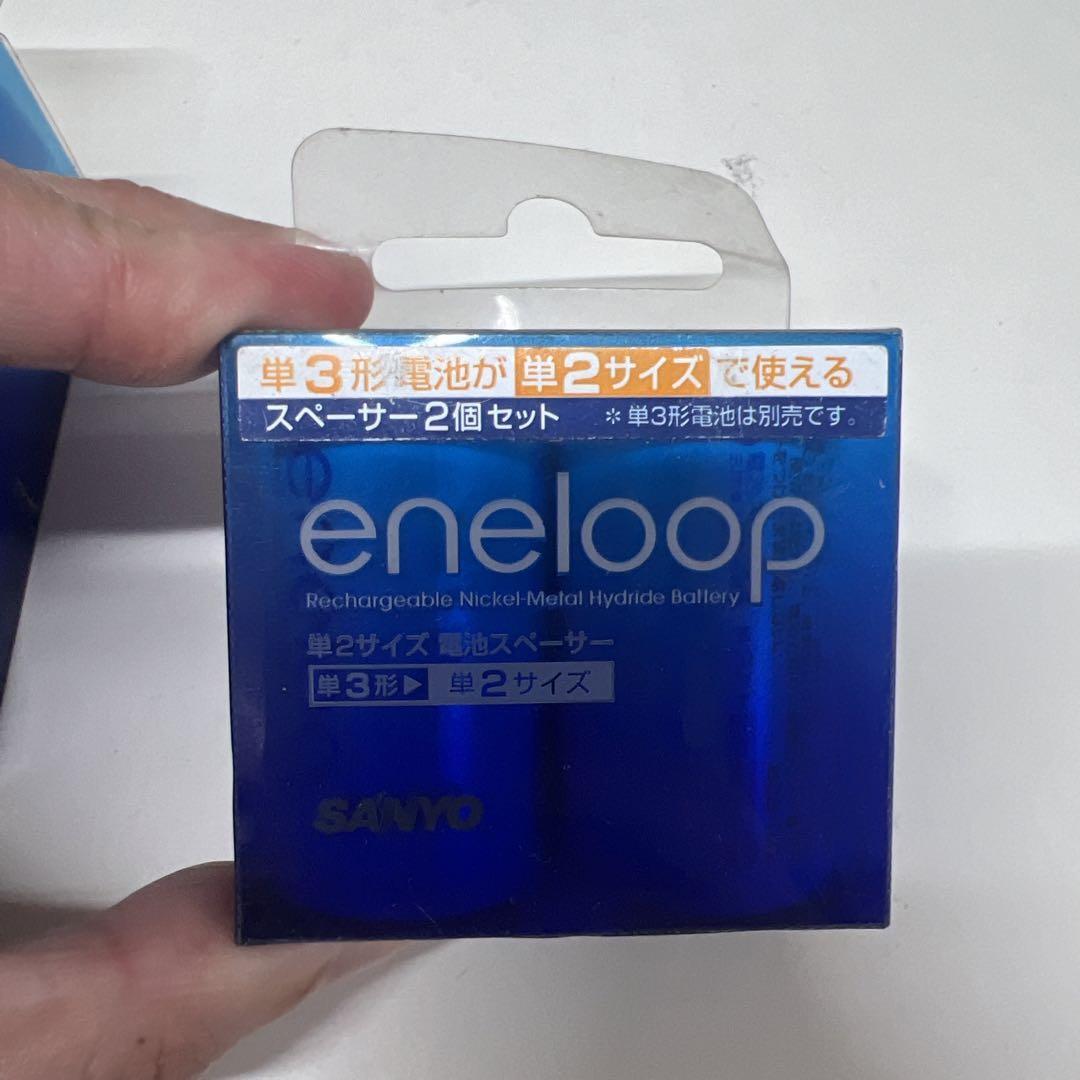 単3形 電池が 単2サイズ で使える
スペーサー2個セット ＊単3形電池は別売です。
eneloop
Rechargeable Nickel-Metal Hydride Battery
単2サイズ 電池スペーサー
単3形▶ 単2サイズ
SANYO